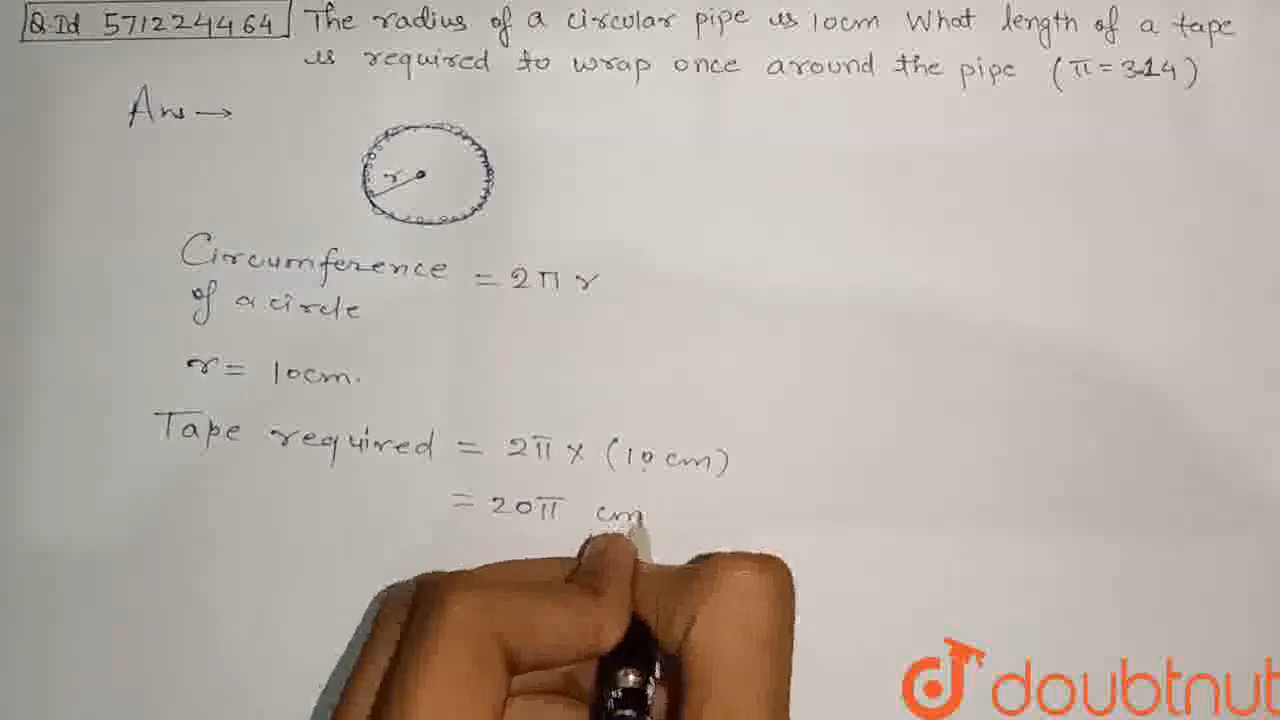 Q.Id 571224464 The radius of a circular pipe is 10cm What length of a tape
is required to wrap once around the pipe (π=3.14)
Ans →
r
Circumference = 2πr
of a circle
r = 10cm.
Tape required = 2π × (10 cm)
= 20π cm
doubtnut